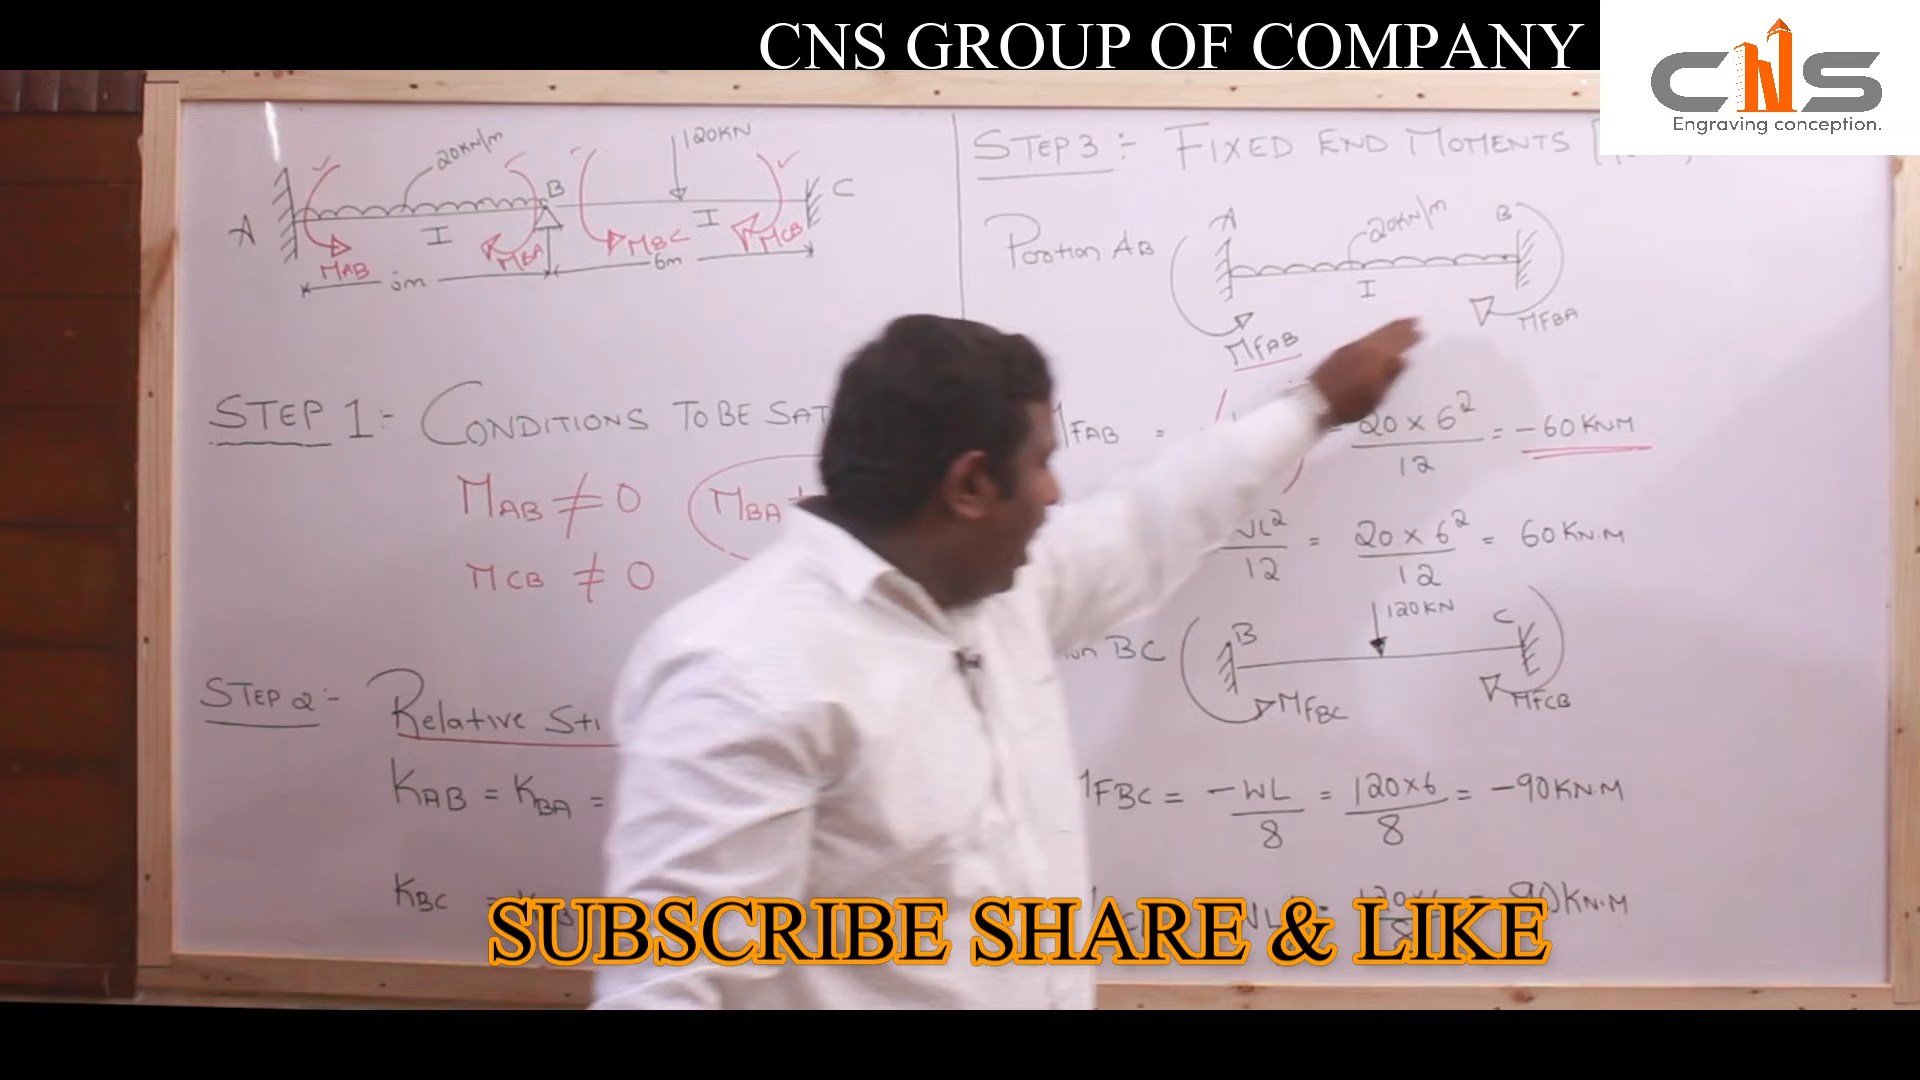 CNS GROUP OF COMPANY
CNS
Engraving conception.
20KN/m
120KN
A
B
C
I
I
MAB
MBA
MBC
MCB
6m
STEP 1:- CONDITIONS TO BE SAT
MAB ≠ 0
MBA
MCB ≠ 0
STEP 2:- Relative Sti
KAB = KBA =
KBC =
STEP 3:- FIXED END MOMENTS
Portion AB
A
20KN/m
B
I
MFAB
MFBA
FAB = 20 x 6² / 12 = -60 KNM
WL² / 12 = 20 x 6² / 12 = 60 KN.M
BC
B
120KN
C
MFBC
MFCB
FBC = -WL / 8 = 120x6 / 8 = -90KN.M
90KN.M
SUBSCRIBE SHARE & LIKE